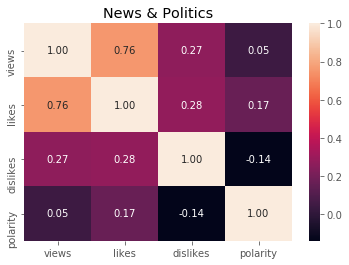 News & Politics
views 1.00 0.76 0.27 0.05
likes 0.76 1.00 0.28 0.17
dislikes 0.27 0.28 1.00 -0.14
polarity 0.05 0.17 -0.14 1.00
views likes dislikes polarity
1.0
0.8
0.6
0.4
0.2
0.0